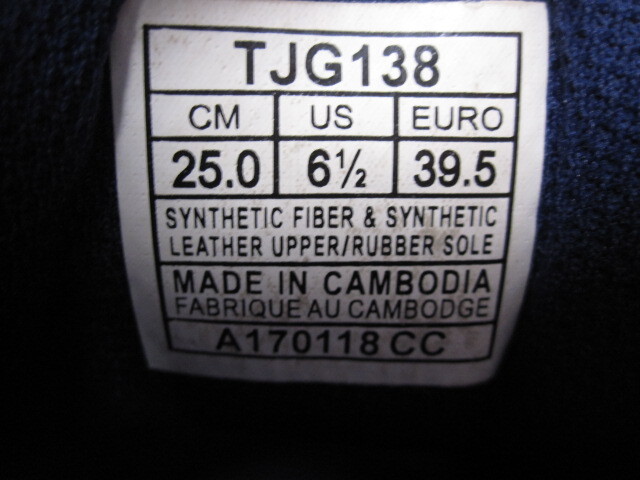 TJG138
CM US EURO
25.0 6½ 39.5
SYNTHETIC FIBER & SYNTHETIC
LEATHER UPPER/RUBBER SOLE
MADE IN CAMBODIA
FABRIQUE AU CAMBODGE
A170118 CC